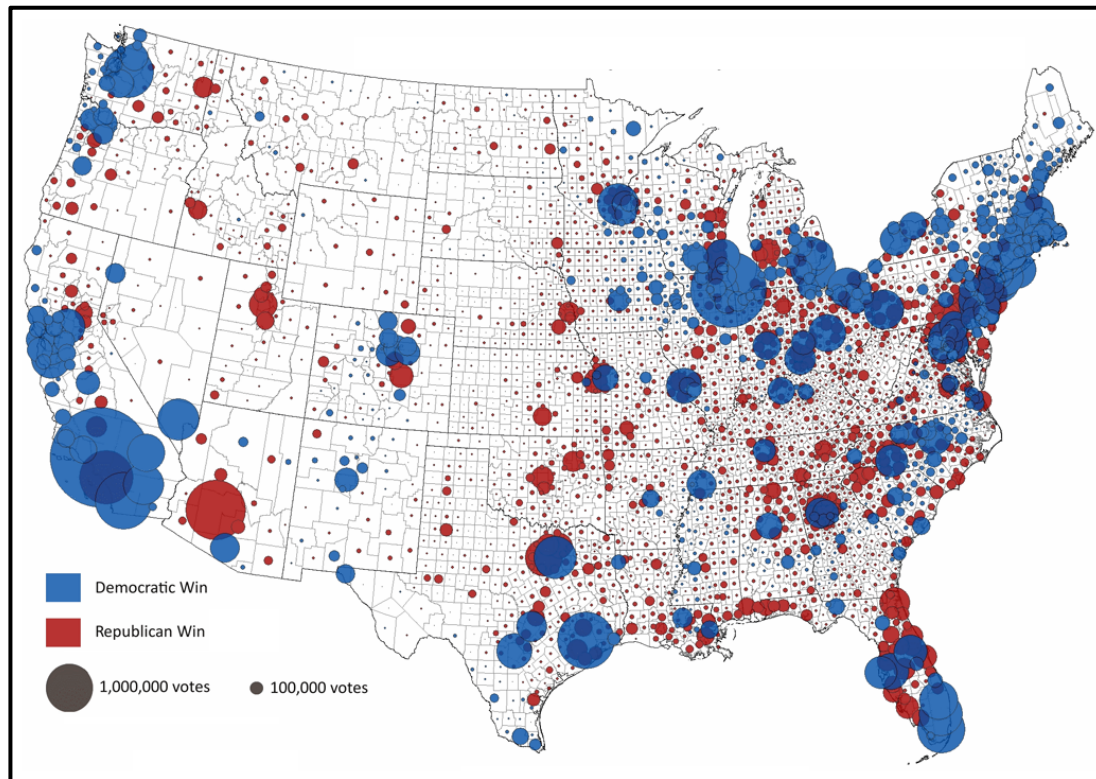 Democratic Win
Republican Win
1,000,000 votes
100,000 votes